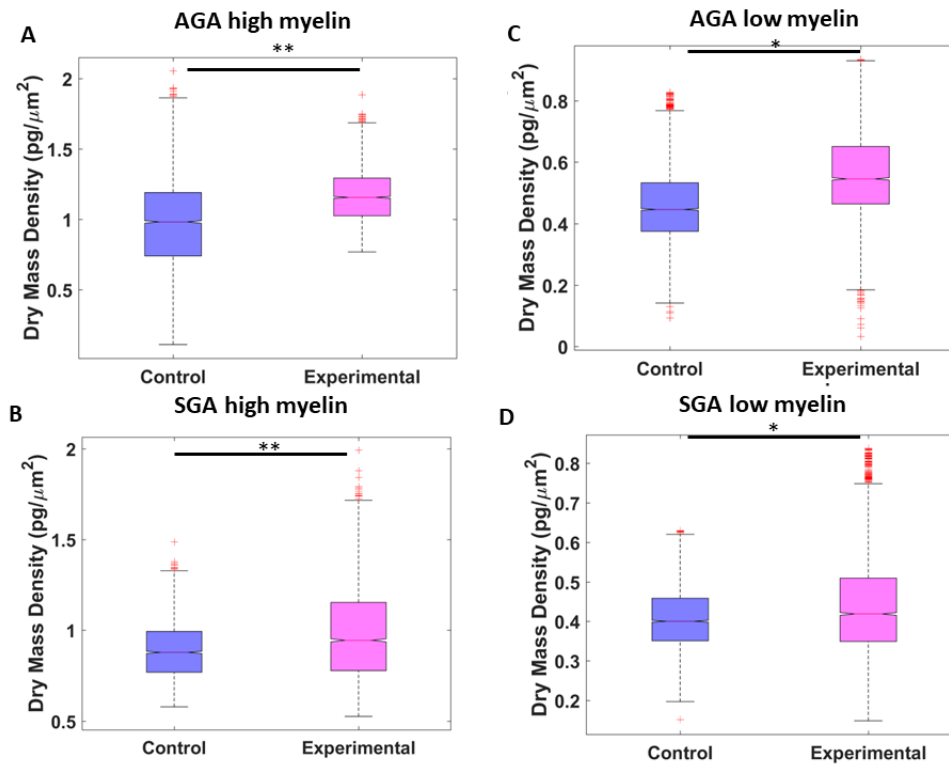 A
AGA high myelin
**
Dry Mass Density (pg/μm²)
2
1.5
1
0.5
Control Experimental
C
AGA low myelin
*
Dry Mass Density (pg/μm²)
0.8
0.6
0.4
0.2
0
Control Experimental
B
SGA high myelin
**
Dry Mass Density (pg/μm²)
2
1.5
1
0.5
Control Experimental
D
SGA low myelin
*
Dry Mass Density (pg/μm²)
0.8
0.7
0.6
0.5
0.4
0.3
0.2
Control Experimental